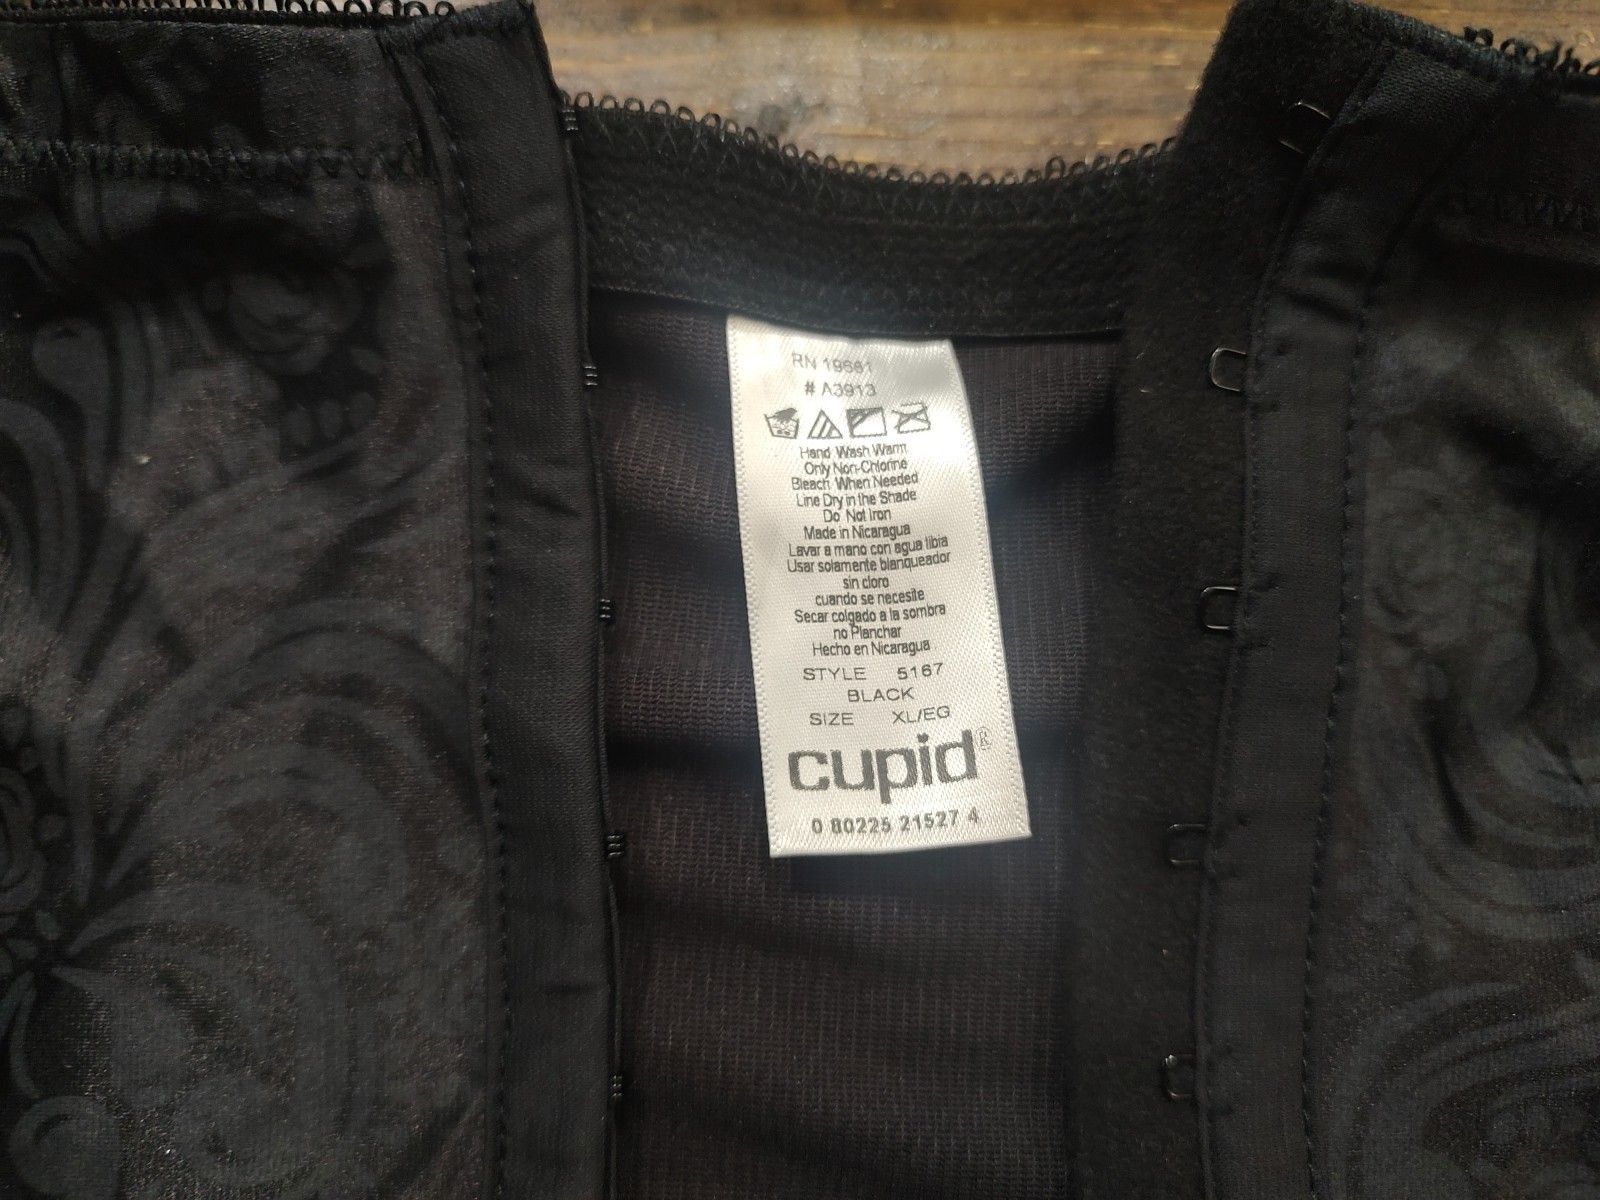 RN 19681
# A3913
Hand Wash Warm
Only Non-Chlorine
Bleach When Needed
Line Dry in the Shade
Do Not Iron
Made in Nicaragua
Lavar a mano con agua tibia
Usar solamente blanqueador
sin cloro
cuando se necesite
Secar colgado a la sombra
no Planchar
Hecho en Nicaragua
STYLE 5167
BLACK
SIZE XL/EG
cupid®
0 80225 21527 4